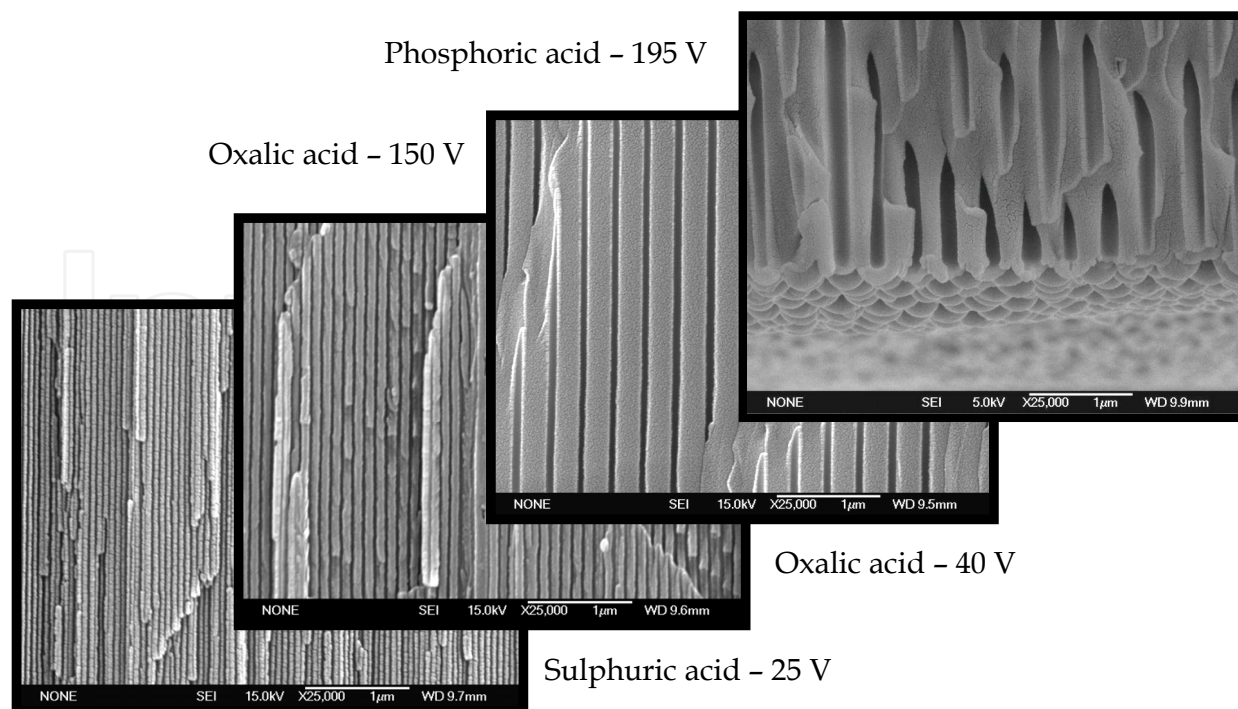 Phosphoric acid – 195 V
Oxalic acid – 150 V
NONE SEI 5.0kV X25,000 1μm WD 9.9mm
NONE SEI 15.0kV X25,000 1μm WD 9.5mm
Oxalic acid – 40 V
NONE SEI 15.0kV X25,000 1μm WD 9.6mm
Sulphuric acid – 25 V
NONE SEI 15.0kV X25,000 1μm WD 9.7mm